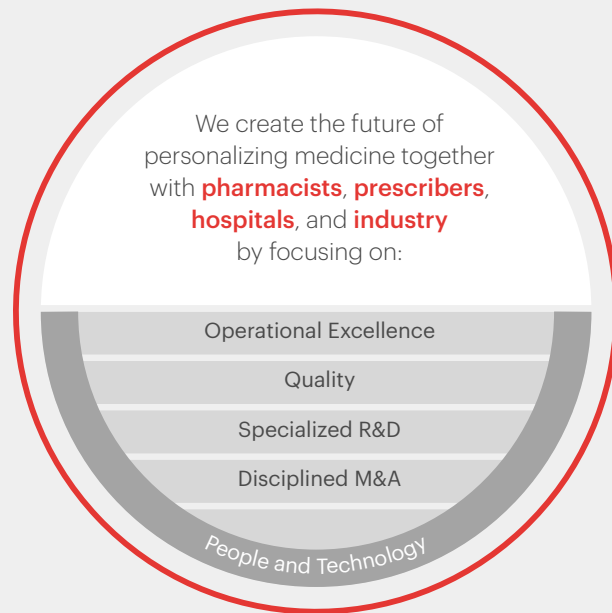 We create the future of
personalizing medicine together
with pharmacists, prescribers,
hospitals, and industry
by focusing on:
Operational Excellence
Quality
Specialized R&D
Disciplined M&A
People and Technology